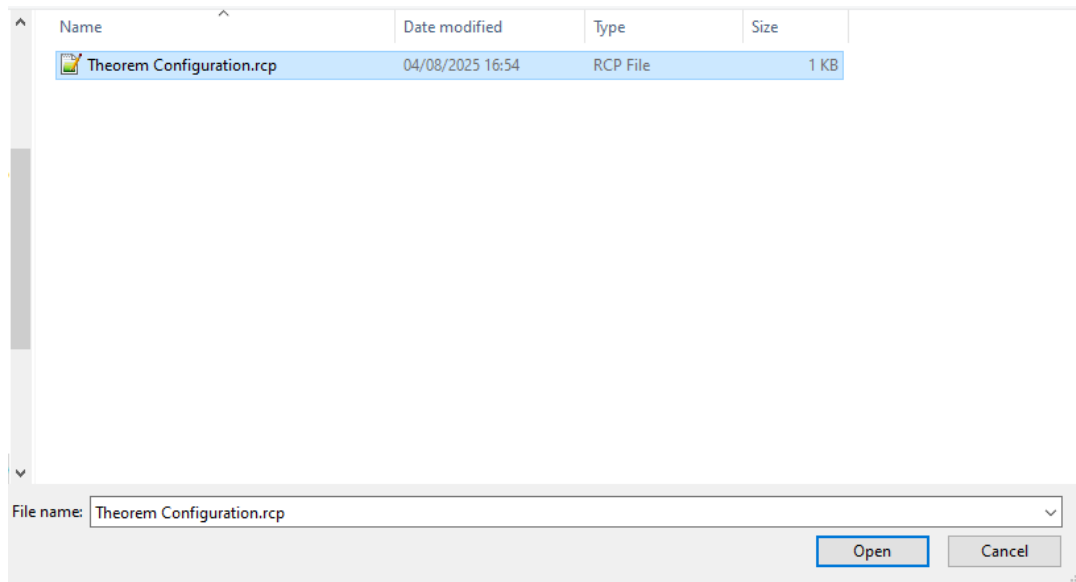 Name Date modified Type Size
Theorem Configuration.rcp 04/08/2025 16:54 RCP File 1 KB
File name: Theorem Configuration.rcp
Open Cancel